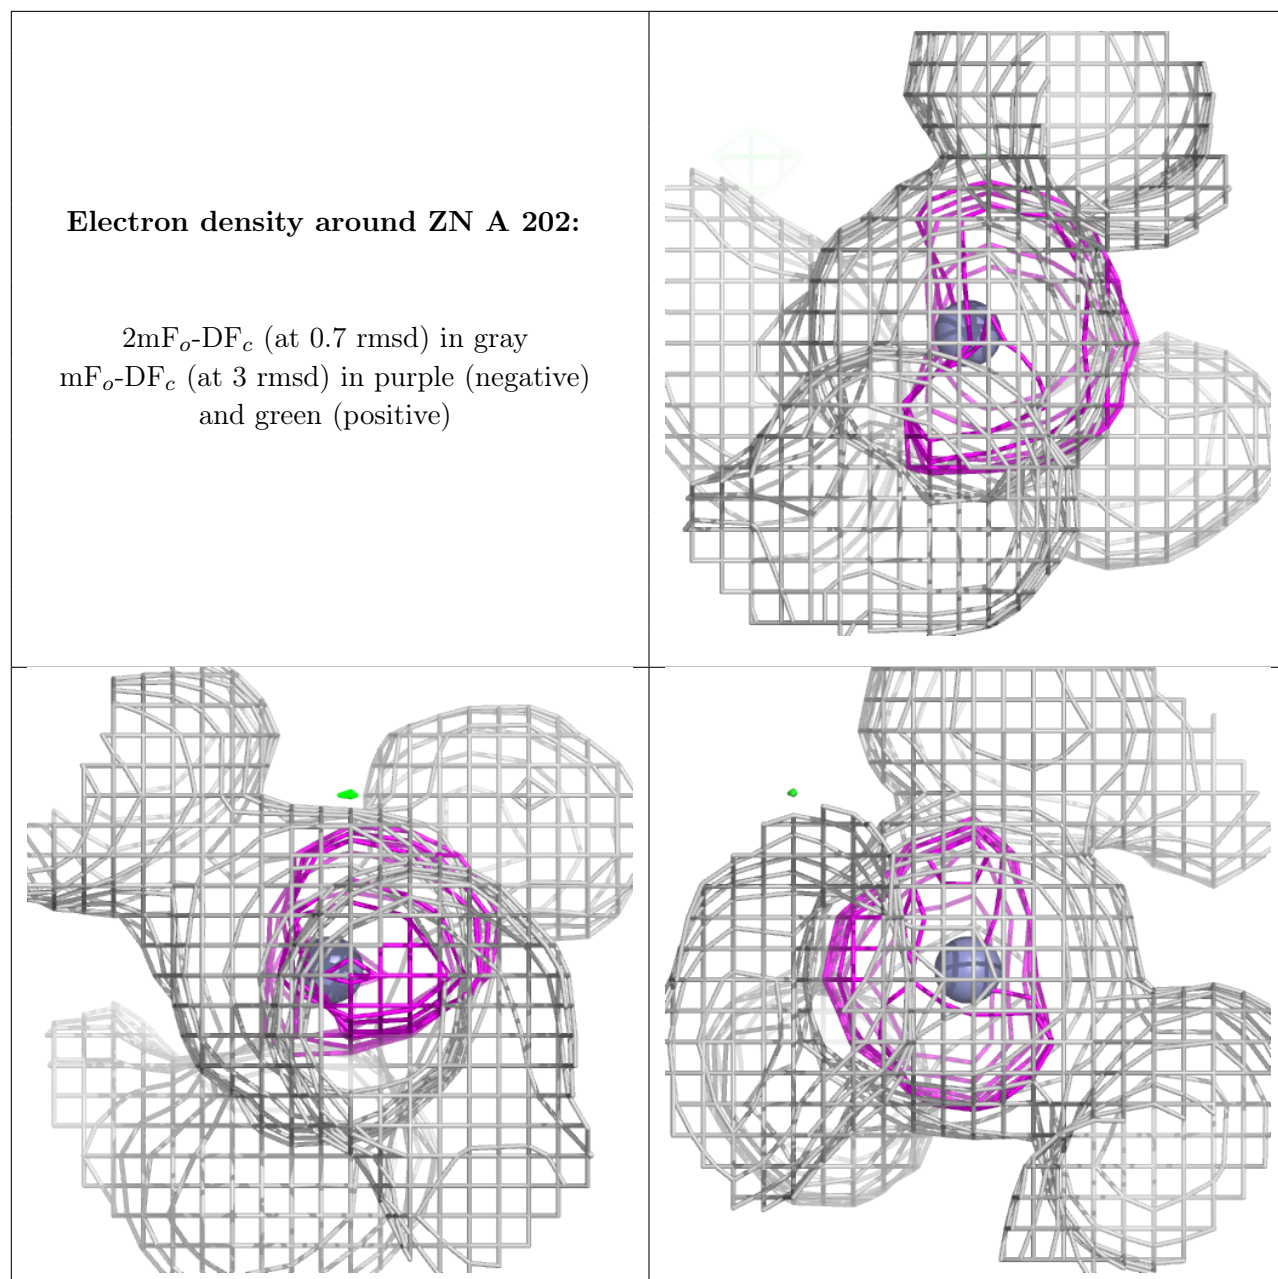 Electron density around ZN A 202:
2mFo-DFc (at 0.7 rmsd) in gray
mFo-DFc (at 3 rmsd) in purple (negative)
and green (positive)